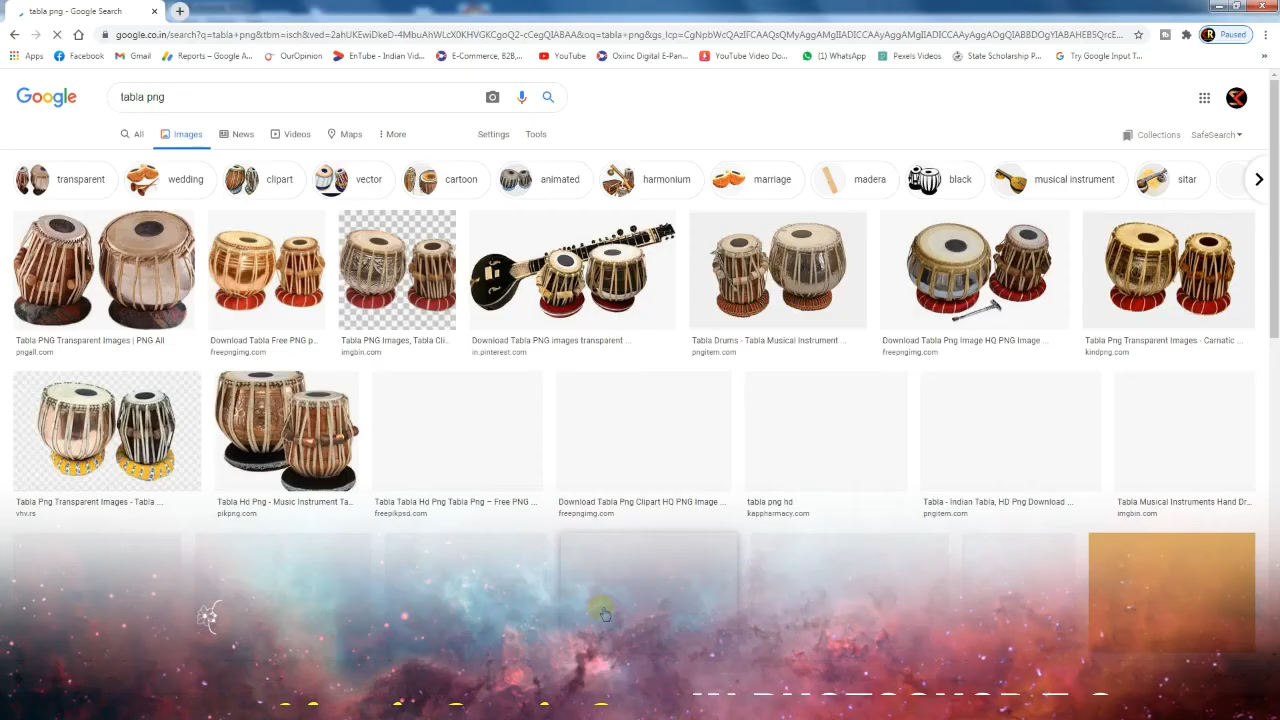 tabla png - Google Search
google.co.in/search?q=tabla+png&tbm=isch&ved=2ahUKEwiDkeD-4MbuAhWLcX0KHVGKCgoQ2-cCegQIABAA&oq=tabla+png&gs_lcp=
Paused
Apps Facebook Gmail Reports – Google A... OurOpinion EnTube - Indian Vid... E-Commerce, B2B,... YouTube Oxiinc Digital E-Pan... YouTube Video Do... (1) WhatsApp Pexels Videos State Scholarship P... Try Google Input T...
Google
tabla png
All Images News Videos Maps More Settings Tools Collections SafeSearch
transparent wedding clipart vector cartoon animated harmonium marriage madera black musical instrument sitar
Tabla PNG Transparent Images | PNG All Download Tabla Free PNG p... Tabla PNG Images, Tabla Cli... Download Tabla PNG images transparent ... Tabla Drums - Tabla Musical Instrument ... Download Tabla Png Image HQ PNG Image ... Tabla Png Transparent Images - Carnatic ...
pngall.com freepngimg.com imgbin.com in.pinterest.com pngitem.com freepngimg.com kindpng.com
Tabla Png Transparent Images - Tabla ... Tabla Hd Png - Music Instrument Ta... Tabla Tabla Hd Png Tabla Png – Free PNG ... Download Tabla Png Clipart HQ PNG Image ... tabla png hd Tabla - Indian Tabla, HD Png Download ... Tabla Musical Instruments Hand Dr...
vhv.rs pikpng.com freepikpsd.com freepngimg.com kappharmacy.com pngitem.com imgbin.com